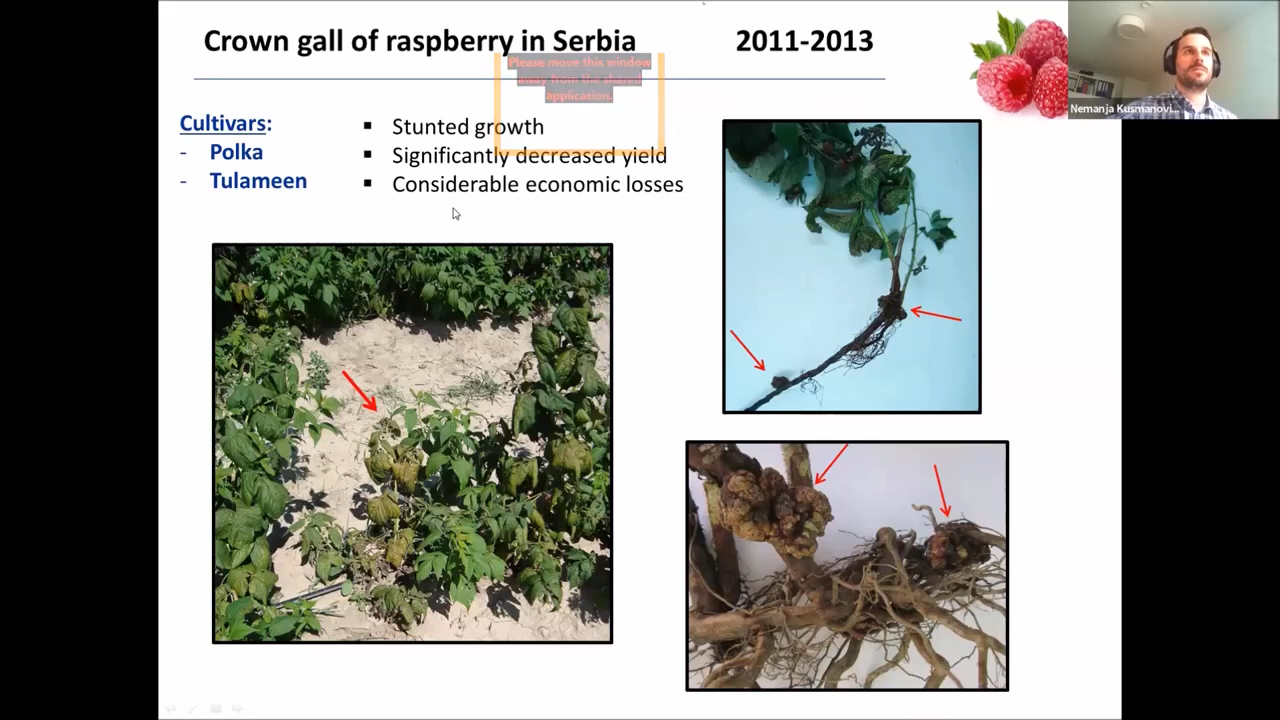 Crown gall of raspberry in Serbia 2011-2013
Please move this window
away from the shared
application.
Nemanja Kusmanovi...
Cultivars:
- Polka
- Tulameen
▪ Stunted growth
▪ Significantly decreased yield
▪ Considerable economic losses